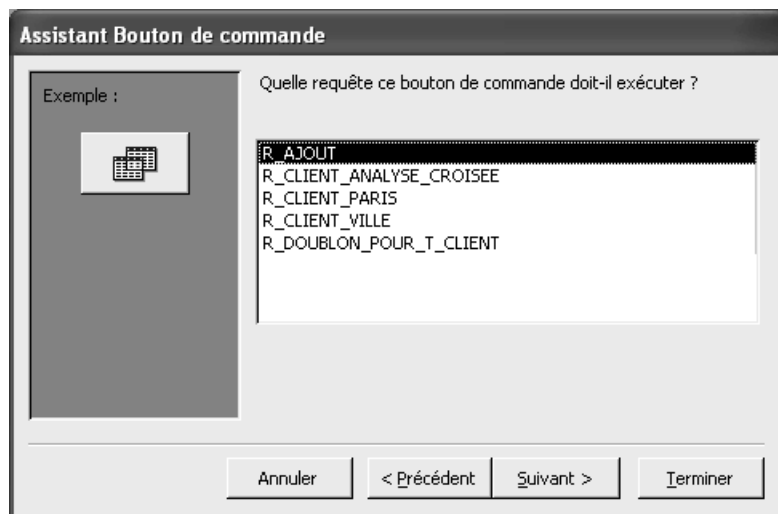 Assistant Bouton de commande
Exemple :
Quelle requête ce bouton de commande doit-il exécuter ?
R_AJOUT
R_CLIENT_ANALYSE_CROISEE
R_CLIENT_PARIS
R_CLIENT_VILLE
R_DOUBLON_POUR_T_CLIENT
Annuler
< Précédent
Suivant >
Terminer